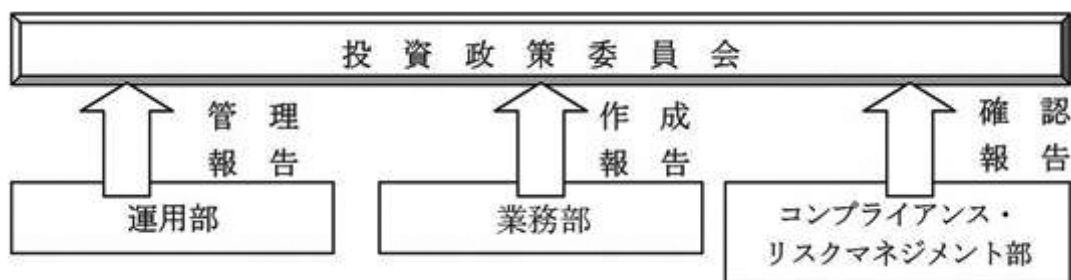 投資政策委員会
管理
報告
作成
報告
確認
報告
運用部
業務部
コンプライアンス・
リスクマネジメント部